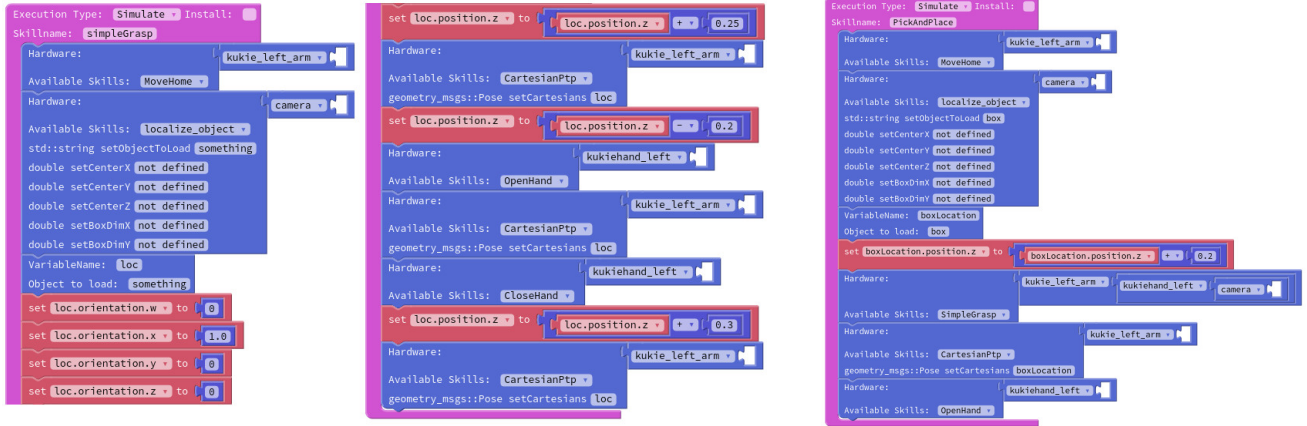 Execution Type: Simulate Install:
Skillname: simpleGrasp
Hardware: kukie_left_arm
Available Skills: MoveHome
Hardware: camera
Available Skills: localize_object
std::string setObjectToLoad something
double setCenterX not defined
double setCenterY not defined
double setCenterZ not defined
double setBoxDimX not defined
double setBoxDimY not defined
VariableName: loc
Object to load: something
set loc.orientation.w to 0
set loc.orientation.x to 1.0
set loc.orientation.y to 0
set loc.orientation.z to 0
set loc.position.z to loc.position.z + 0.25
Hardware: kukie_left_arm
Available Skills: CartesianPtp
geometry_msgs::Pose setCartesians loc
set loc.position.z to loc.position.z - 0.2
Hardware: kukiehand_left
Available Skills: OpenHand
Hardware: kukie_left_arm
Available Skills: CartesianPtp
geometry_msgs::Pose setCartesians loc
Hardware: kukiehand_left
Available Skills: CloseHand
set loc.position.z to loc.position.z + 0.3
Hardware: kukie_left_arm
Available Skills: CartesianPtp
geometry_msgs::Pose setCartesians loc
Execution Type: Simulate Install:
Skillname: PickAndPlace
Hardware: kukie_left_arm
Available Skills: MoveHome
Hardware: camera
Available Skills: localize_object
std::string setObjectToLoad box
double setCenterX not defined
double setCenterY not defined
double setCenterZ not defined
double setBoxDimX not defined
double setBoxDimY not defined
VariableName: boxLocation
Object to load: box
set boxLocation.position.z to boxLocation.position.z + 0.2
Hardware: kukie_left_arm kukiehand_left camera
Available Skills: SimpleGrasp
Hardware: kukie_left_arm
Available Skills: CartesianPtp
geometry_msgs::Pose setCartesians boxLocation
Hardware: kukiehand_left
Available Skills: OpenHand